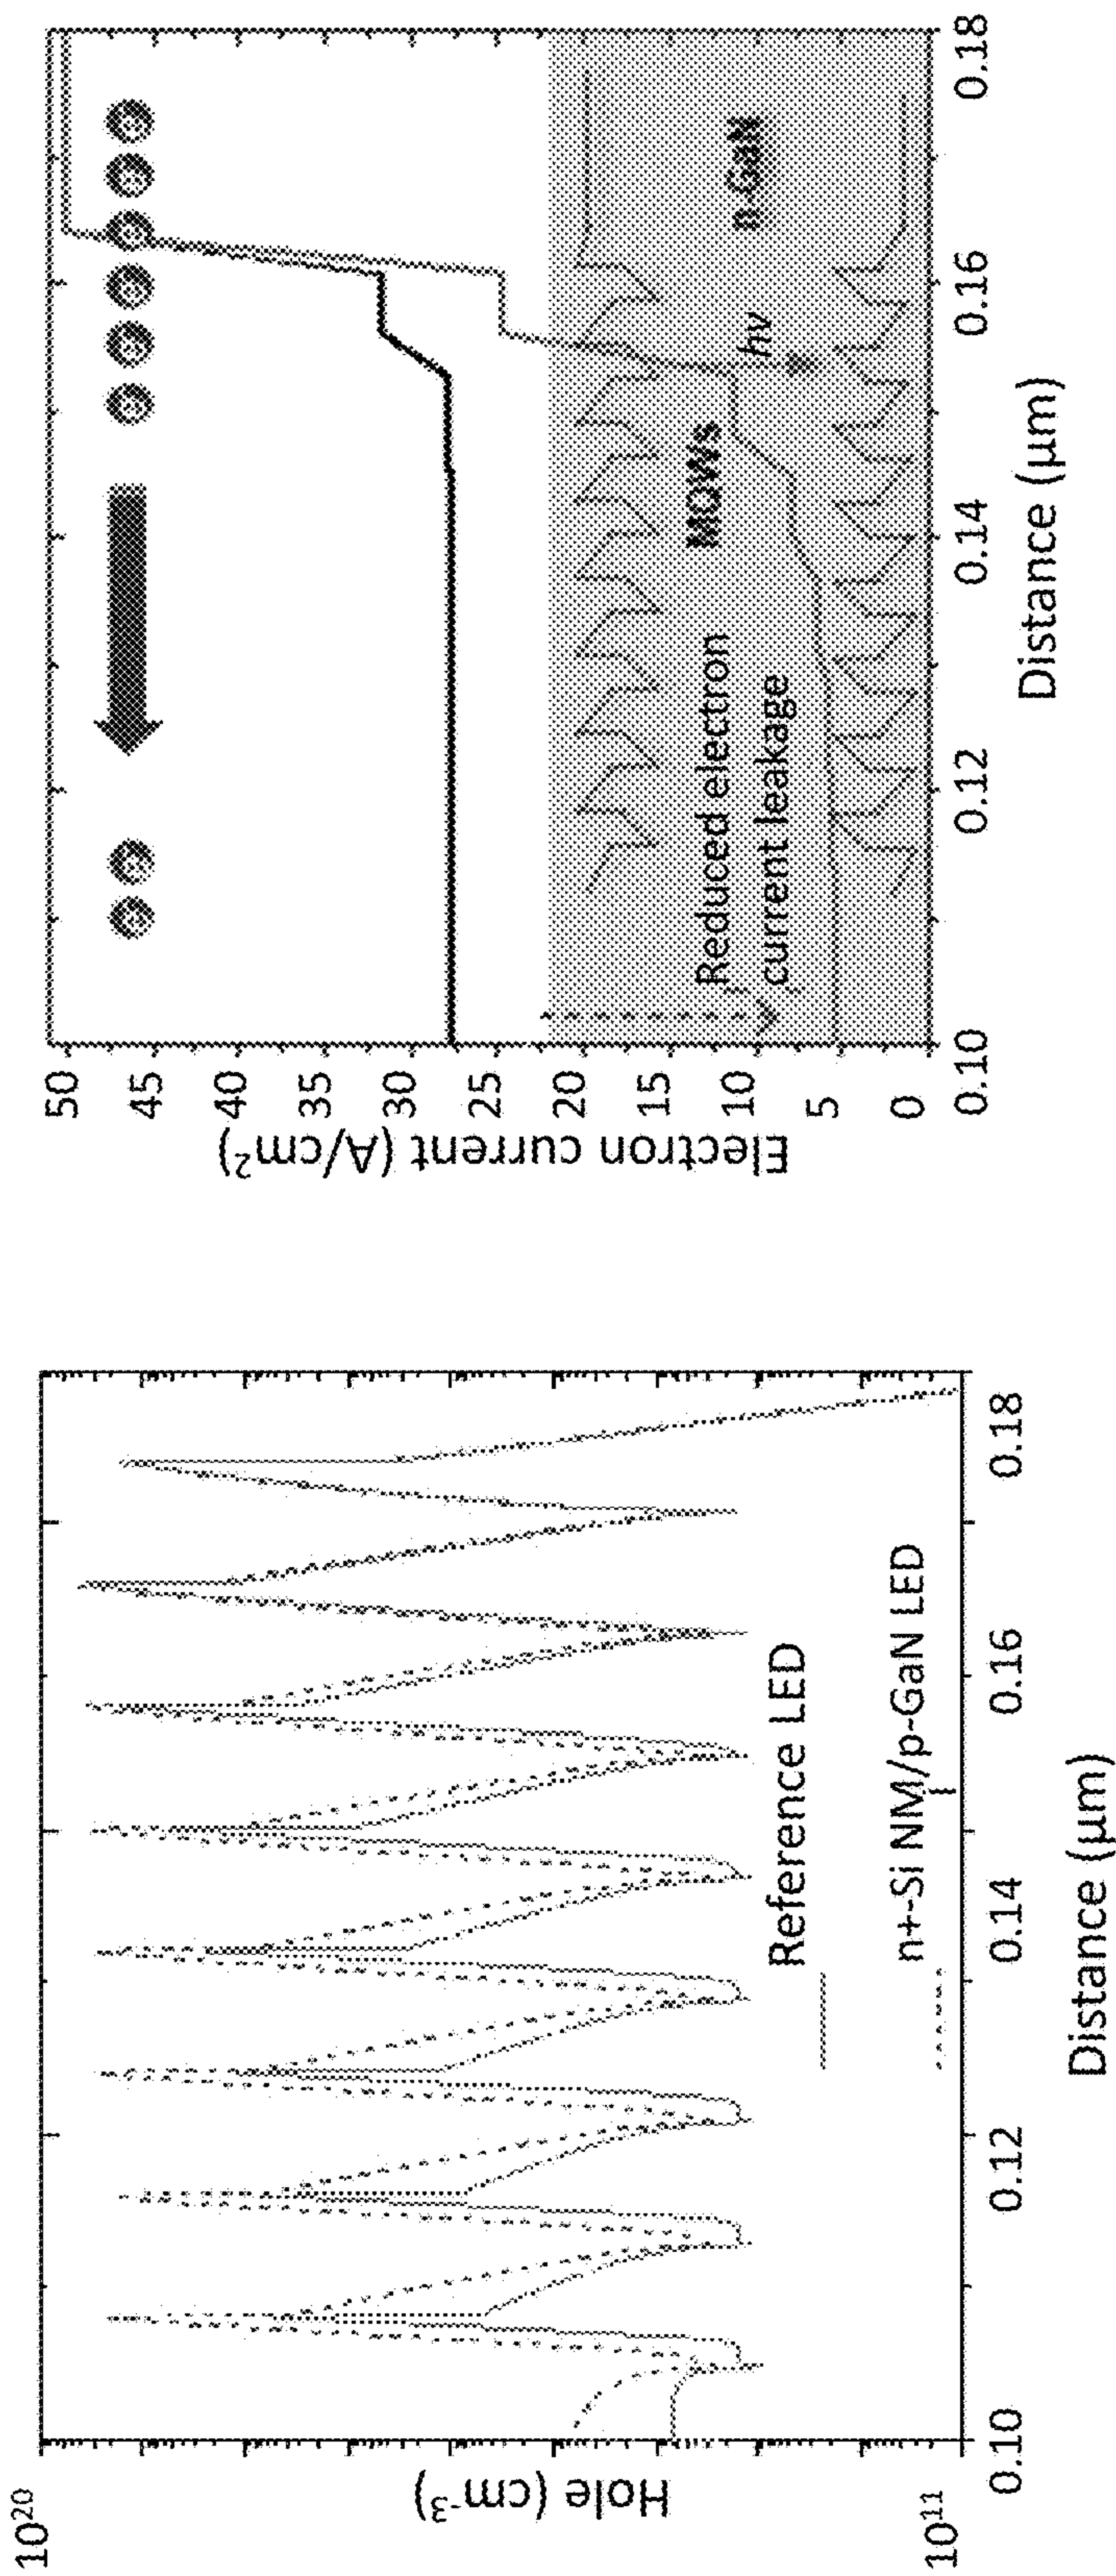 10²⁰
10¹¹
Hole (cm⁻³)
0.10
0.12
0.14
0.16
0.18
Distance (µm)
Reference LED
n+-Si NM/p-GaN LED
50
45
40
35
30
25
20
15
10
5
0
Electron current (A/cm²)
0.10
0.12
0.14
0.16
0.18
Distance (µm)
Reduced electron
current leakage
MQWs
hν
n-GaN